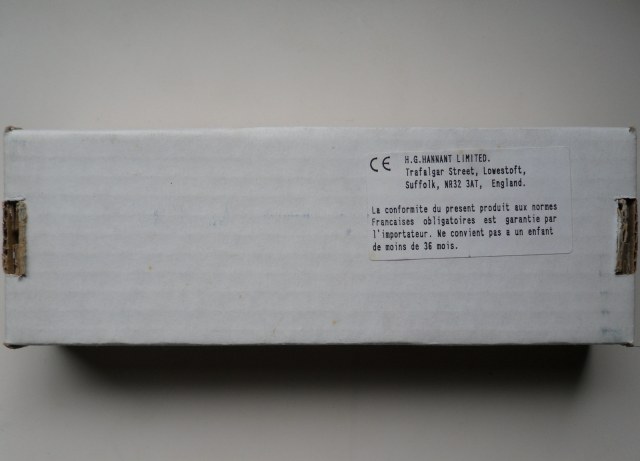 CE H.G.HANNANT LIMITED.
Trafalgar Street, Lowestoft,
Suffolk, NR32 3AT, England.
La conformite du present produit aux normes
Francaises obligatoires est garantie par
l'importateur. Ne convient pas a un enfant
de moins de 36 mois.